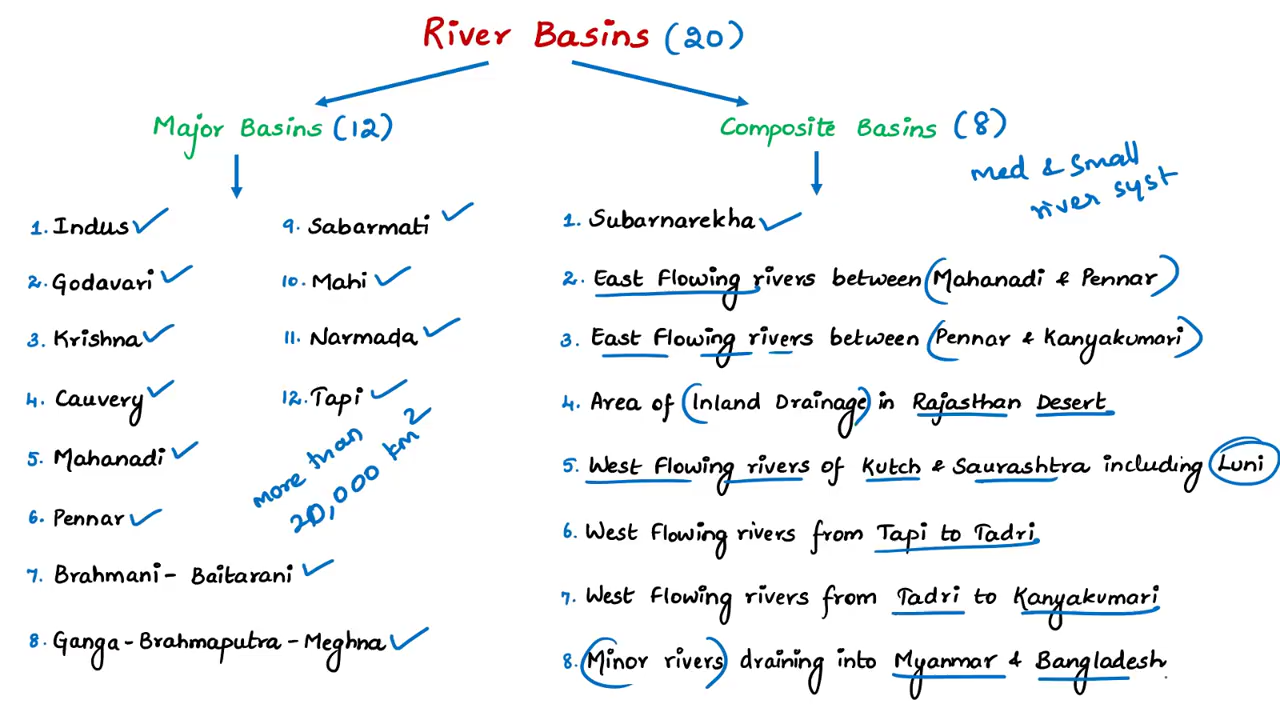 River Basins (20)
Major Basins (12)
1. Indus
2. Godavari
3. Krishna
4. Cauvery
5. Mahanadi
6. Pennar
7. Brahmani - Baitarani
8. Ganga - Brahmaputra - Meghna
9. Sabarmati
10. Mahi
11. Narmada
12. Tapi
more than
20,000 km²
Composite Basins (8)
med & small
river syst
1. Subarnarekha
2. East Flowing rivers between (Mahanadi & Pennar)
3. East Flowing rivers between (Pennar & Kanyakumari)
4. Area of (Inland Drainage) in Rajasthan Desert
5. West Flowing rivers of Kutch & Saurashtra including Luni
6. West Flowing rivers from Tapi to Tadri
7. West Flowing rivers from Tadri to Kanyakumari
8. (Minor rivers) draining into Myanmar & Bangladesh